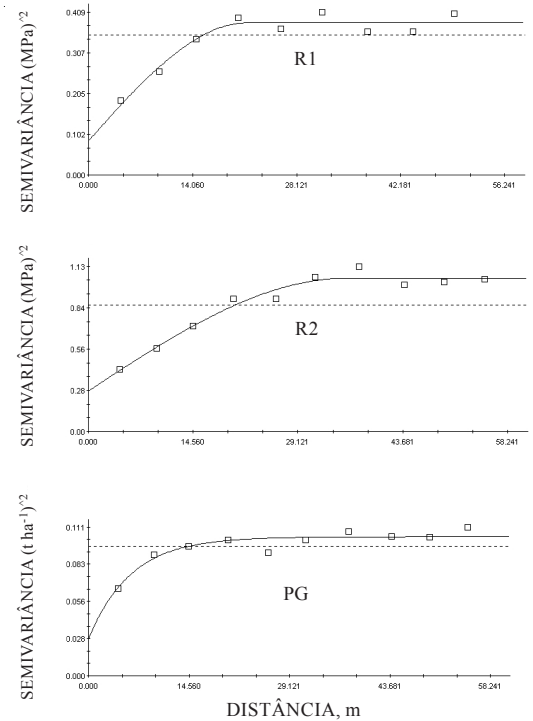 SEMIVARIÂNCIA (MPa)^2
0.409
0.307
0.205
0.102
0.000
0.000 14.060 28.121 42.181 56.241
R1
SEMIVARIÂNCIA (MPa)^2
1.13
0.84
0.56
0.28
0.00
0.000 14.560 29.121 43.681 58.241
R2
SEMIVARIÂNCIA (t ha-1)^2
0.111
0.083
0.056
0.028
0.000
0.000 14.560 29.121 43.681 58.241
PG
DISTÂNCIA, m